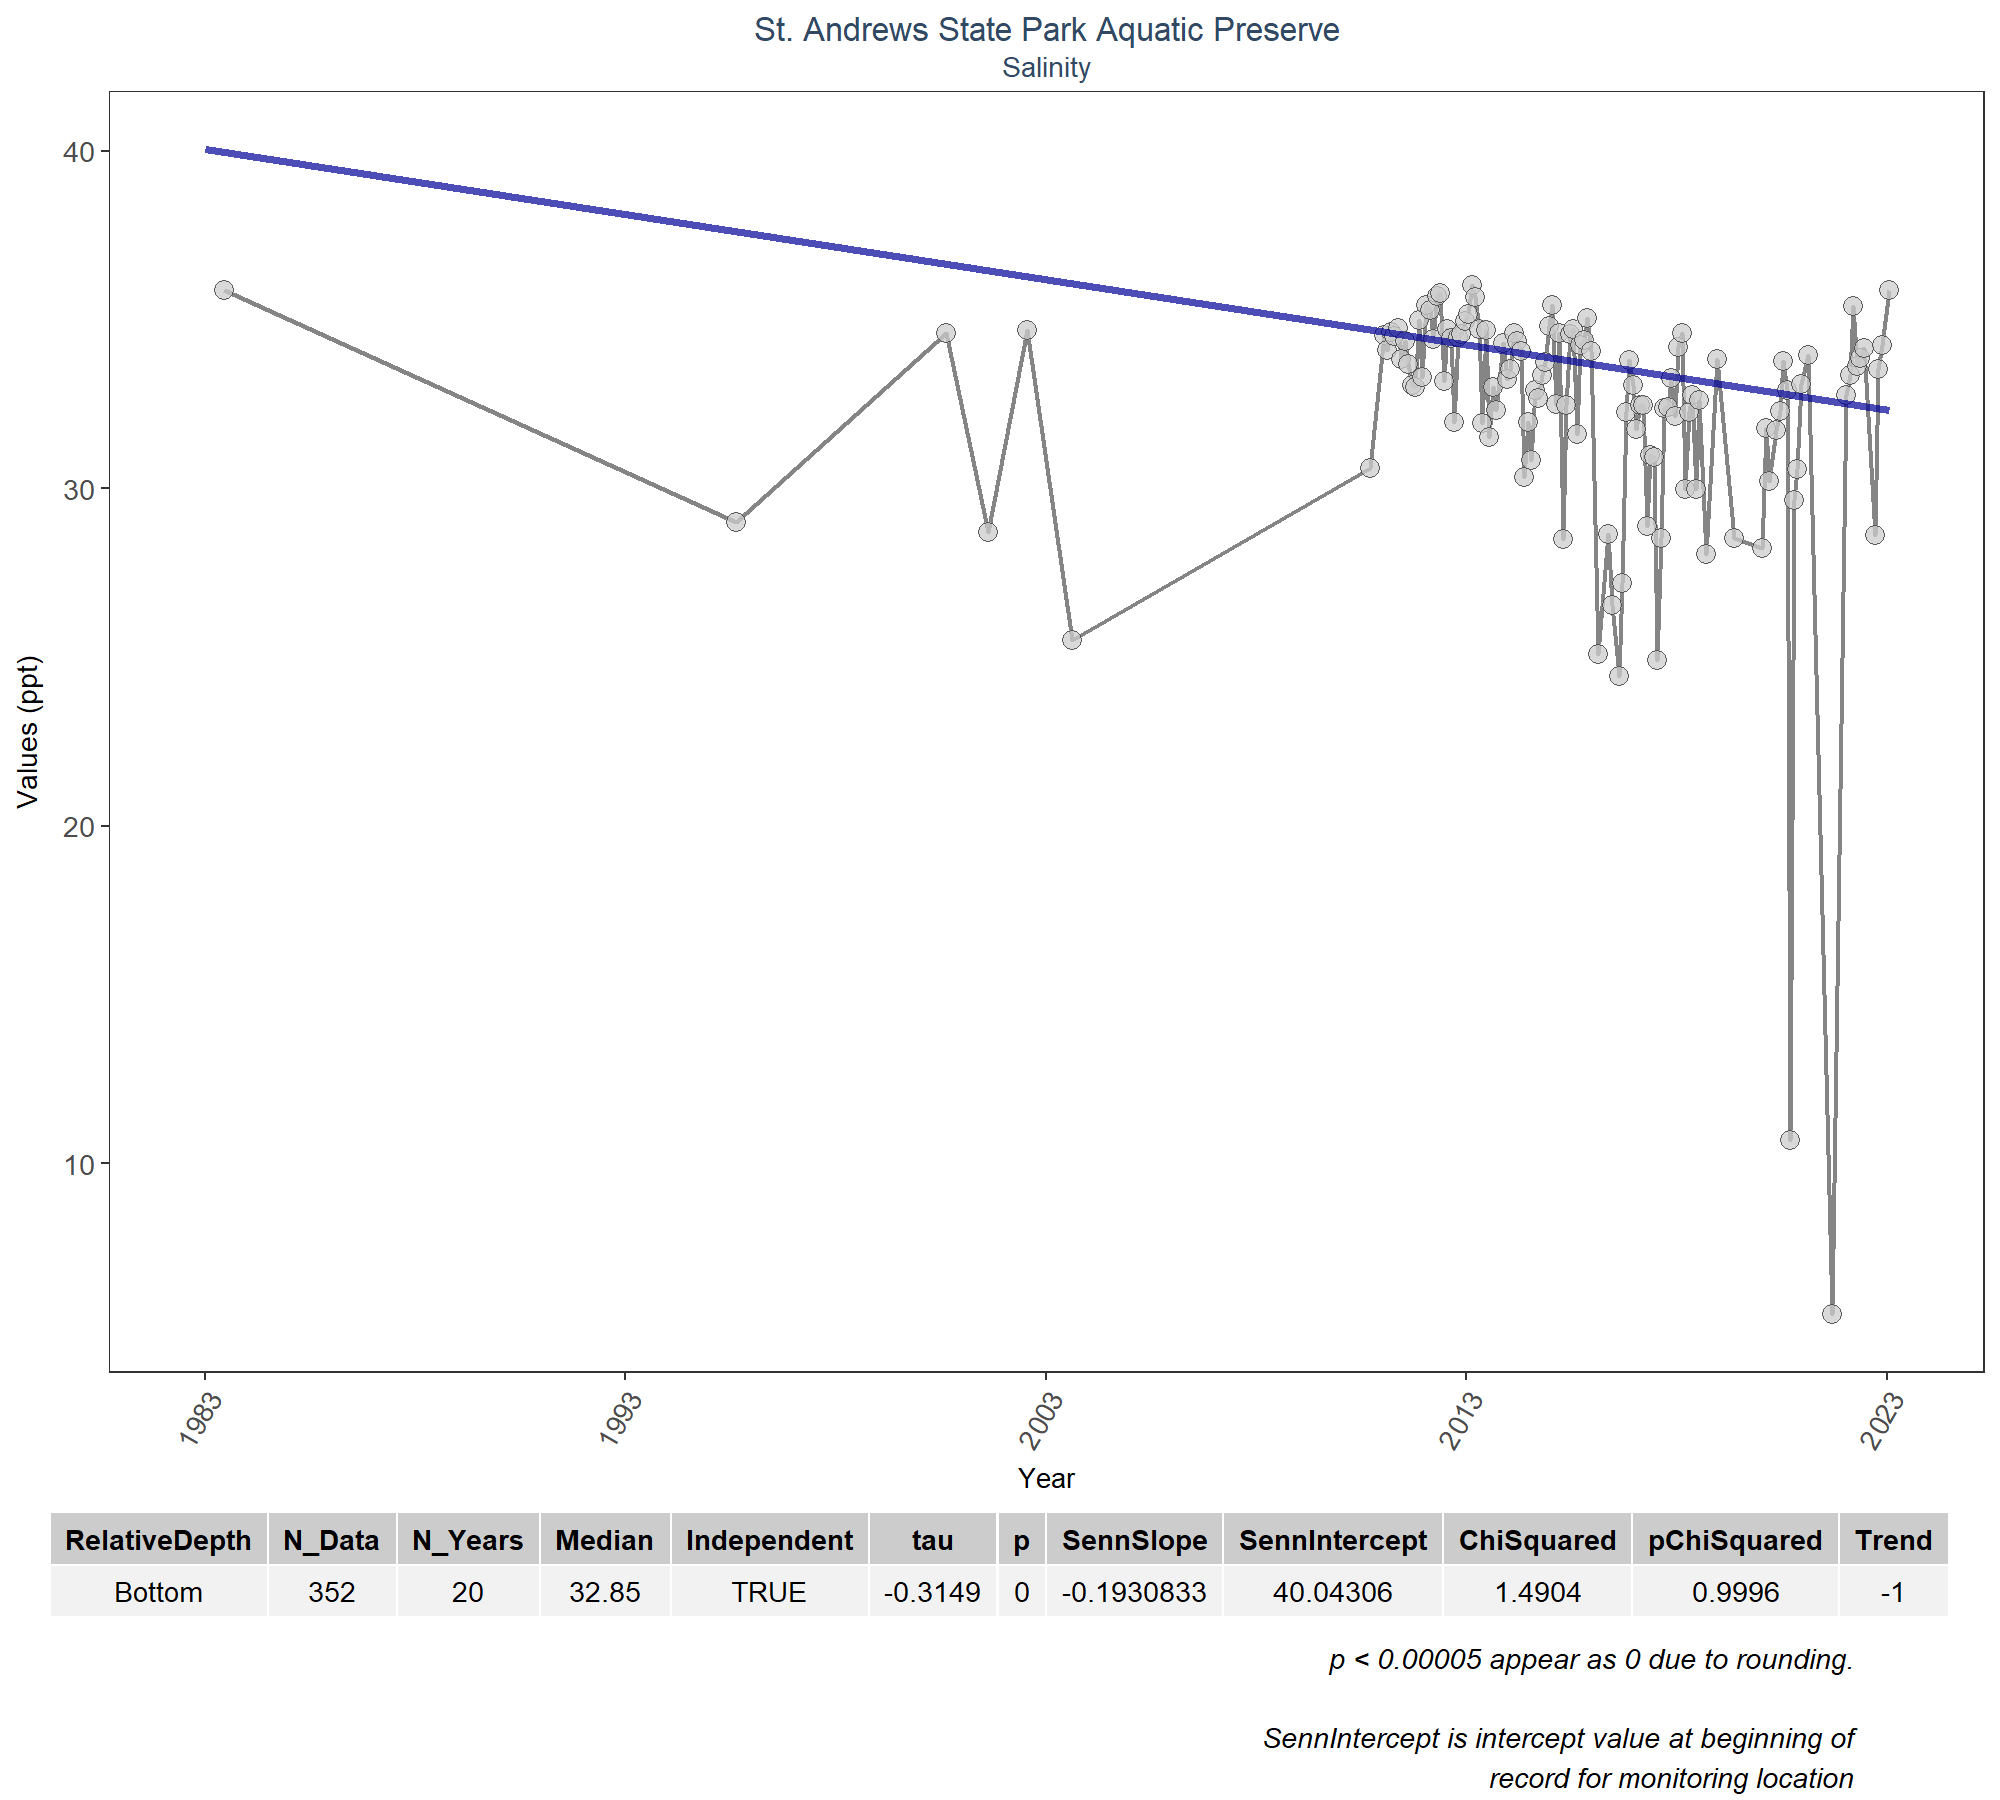 St. Andrews State Park Aquatic Preserve
Salinity
40
30
20
10
Values (ppt)
1983 1993 2003 2013 2023
Year
RelativeDepth N_Data N_Years Median Independent tau p SennSlope SennIntercept ChiSquared pChiSquared Trend
Bottom 352 20 32.85 TRUE -0.3149 0 -0.1930833 40.04306 1.4904 0.9996 -1
p < 0.00005 appear as 0 due to rounding.
SennIntercept is intercept value at beginning of
record for monitoring location